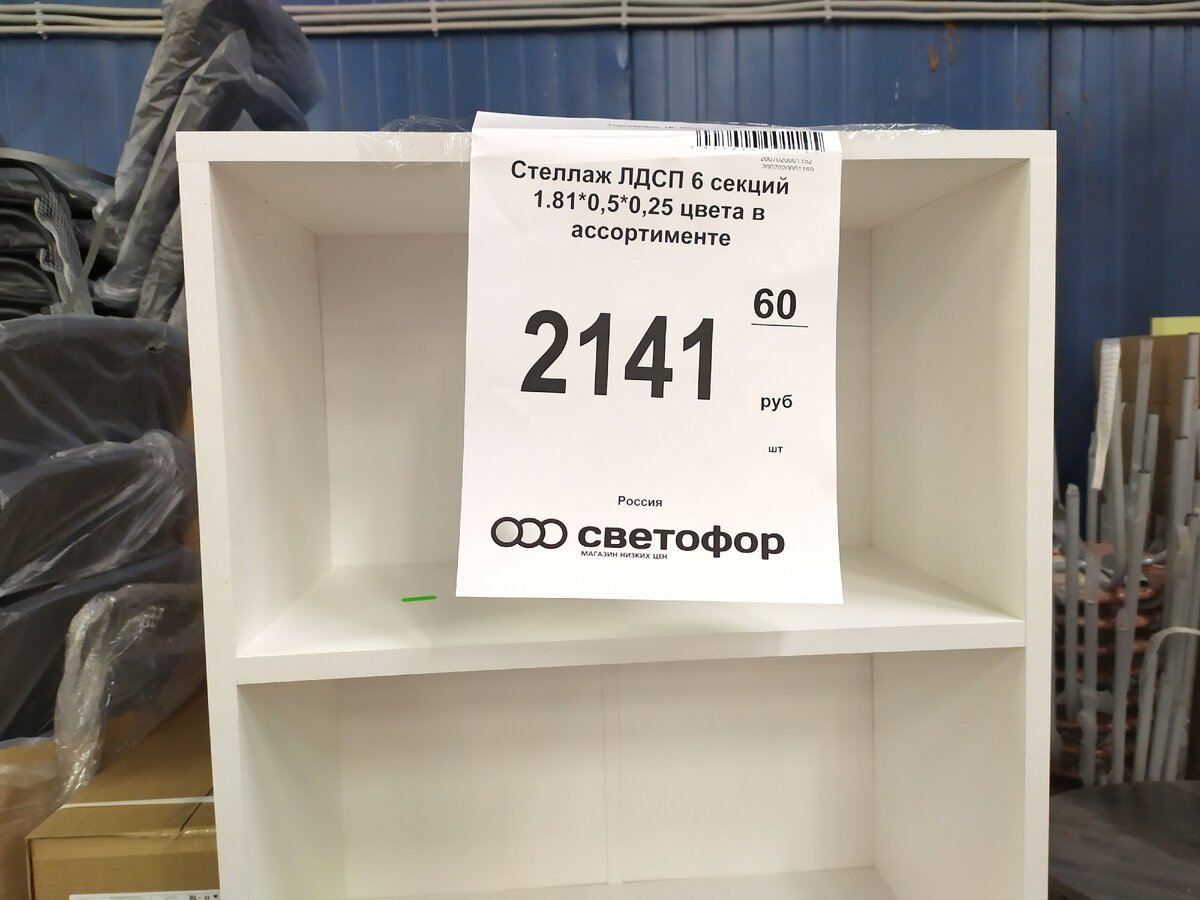 2007020001169
Стеллаж ЛДСП 6 секций
1.81*0,5*0,25 цвета в
ассортименте
2141
60
руб
шт
Россия
светофор
МАГАЗИН НИЗКИХ ЦЕН